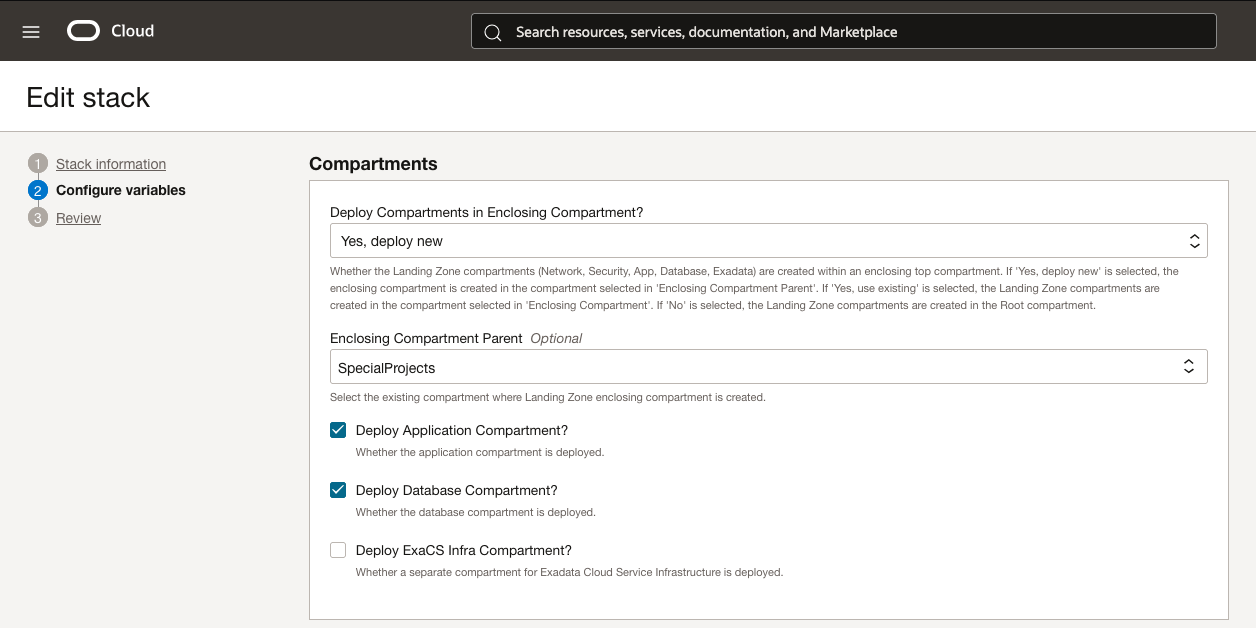 Cloud
Search resources, services, documentation, and Marketplace
Edit stack
1 Stack information
2 Configure variables
3 Review
Compartments
Deploy Compartments in Enclosing Compartment?
Yes, deploy new
Whether the Landing Zone compartments (Network, Security, App, Database, Exadata) are created within an enclosing top compartment. If 'Yes, deploy new' is selected, the
enclosing compartment is created in the compartment selected in 'Enclosing Compartment Parent'. If 'Yes, use existing' is selected, the Landing Zone compartments are
created in the compartment selected in 'Enclosing Compartment'. If 'No' is selected, the Landing Zone compartments are created in the Root compartment.
Enclosing Compartment Parent Optional
SpecialProjects
Select the existing compartment where Landing Zone enclosing compartment is created.
Deploy Application Compartment?
Whether the application compartment is deployed.
Deploy Database Compartment?
Whether the database compartment is deployed.
Deploy ExaCS Infra Compartment?
Whether a separate compartment for Exadata Cloud Service Infrastructure is deployed.